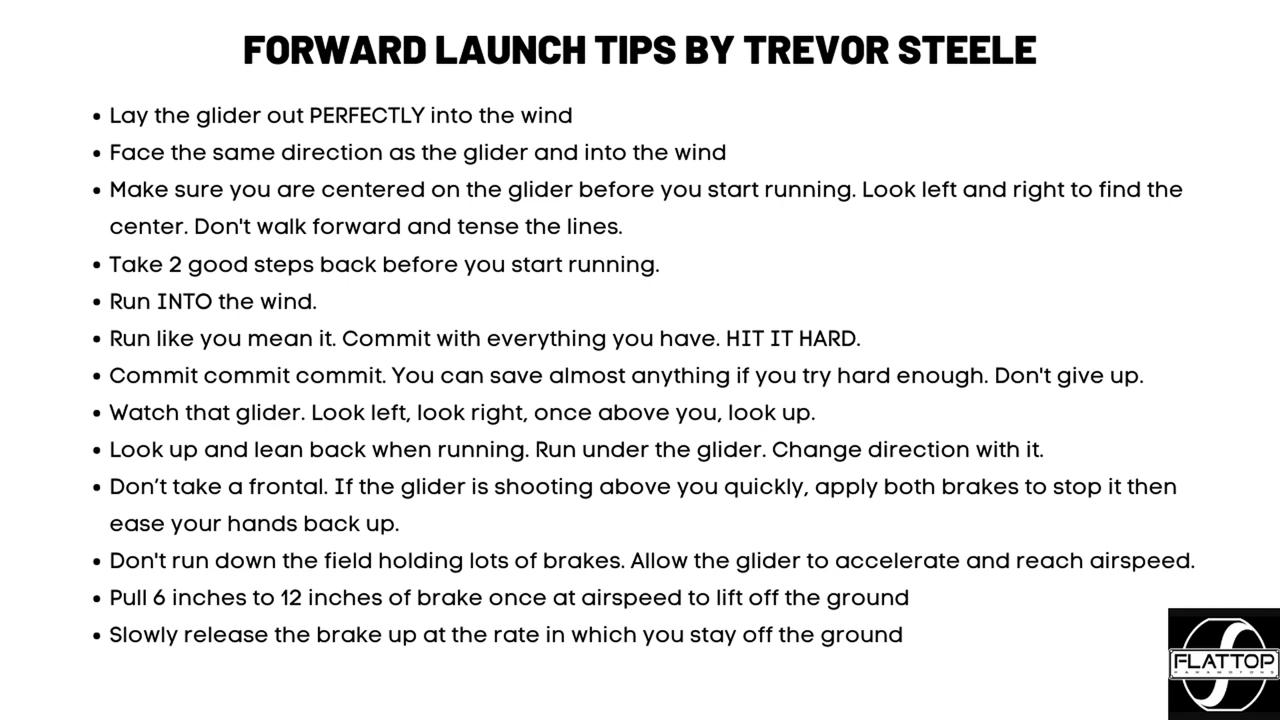 FORWARD LAUNCH TIPS BY TREVOR STEELE
• Lay the glider out PERFECTLY into the wind
• Face the same direction as the glider and into the wind
• Make sure you are centered on the glider before you start running. Look left and right to find the
center. Don't walk forward and tense the lines.
• Take 2 good steps back before you start running.
• Run INTO the wind.
• Run like you mean it. Commit with everything you have. HIT IT HARD.
• Commit commit commit. You can save almost anything if you try hard enough. Don't give up.
• Watch that glider. Look left, look right, once above you, look up.
• Look up and lean back when running. Run under the glider. Change direction with it.
• Don’t take a frontal. If the glider is shooting above you quickly, apply both brakes to stop it then
ease your hands back up.
• Don't run down the field holding lots of brakes. Allow the glider to accelerate and reach airspeed.
• Pull 6 inches to 12 inches of brake once at airspeed to lift off the ground
• Slowly release the brake up at the rate in which you stay off the ground
FLATTOP